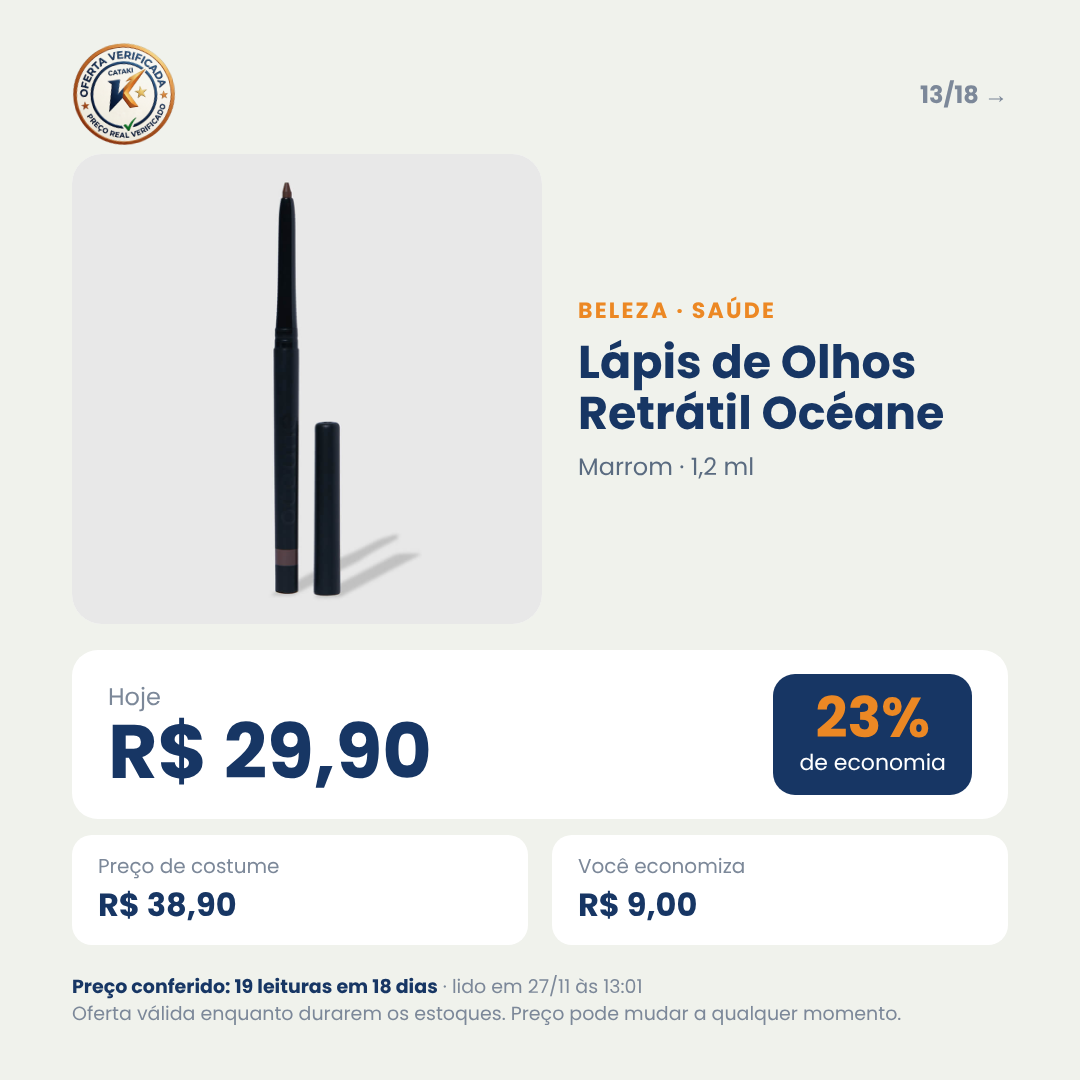 OFERTA VERIFICADA
CATAKI
K
PREÇO REAL VERIFICADO
13/18 →
BELEZA · SAÚDE
Lápis de Olhos
Retrátil Océane
Marrom · 1,2 ml
Hoje
R$ 29,90
23%
de economia
Preço de costume
R$ 38,90
Você economiza
R$ 9,00
Preço conferido: 19 leituras em 18 dias · lido em 27/11 às 13:01
Oferta válida enquanto durarem os estoques. Preço pode mudar a qualquer momento.